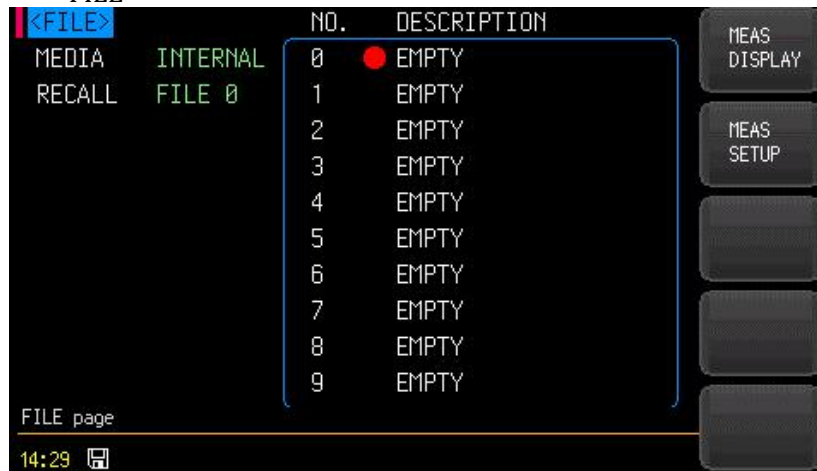 <FILE>
NO. DESCRIPTION
MEDIA INTERNAL
RECALL FILE 0
0 EMPTY
1 EMPTY
2 EMPTY
3 EMPTY
4 EMPTY
5 EMPTY
6 EMPTY
7 EMPTY
8 EMPTY
9 EMPTY
MEAS
DISPLAY
MEAS
SETUP
FILE page
14:29